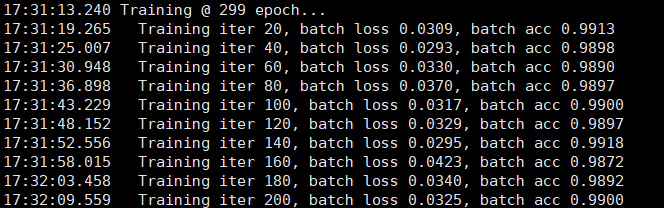 17:31:13.240 Training @ 299 epoch...
17:31:19.265   Training iter 20, batch loss 0.0309, batch acc 0.9913
17:31:25.007   Training iter 40, batch loss 0.0293, batch acc 0.9898
17:31:30.948   Training iter 60, batch loss 0.0330, batch acc 0.9890
17:31:36.898   Training iter 80, batch loss 0.0370, batch acc 0.9897
17:31:43.229   Training iter 100, batch loss 0.0317, batch acc 0.9900
17:31:48.152   Training iter 120, batch loss 0.0329, batch acc 0.9897
17:31:52.556   Training iter 140, batch loss 0.0295, batch acc 0.9918
17:31:58.015   Training iter 160, batch loss 0.0423, batch acc 0.9872
17:32:03.458   Training iter 180, batch loss 0.0340, batch acc 0.9892
17:32:09.559   Training iter 200, batch loss 0.0325, batch acc 0.9900